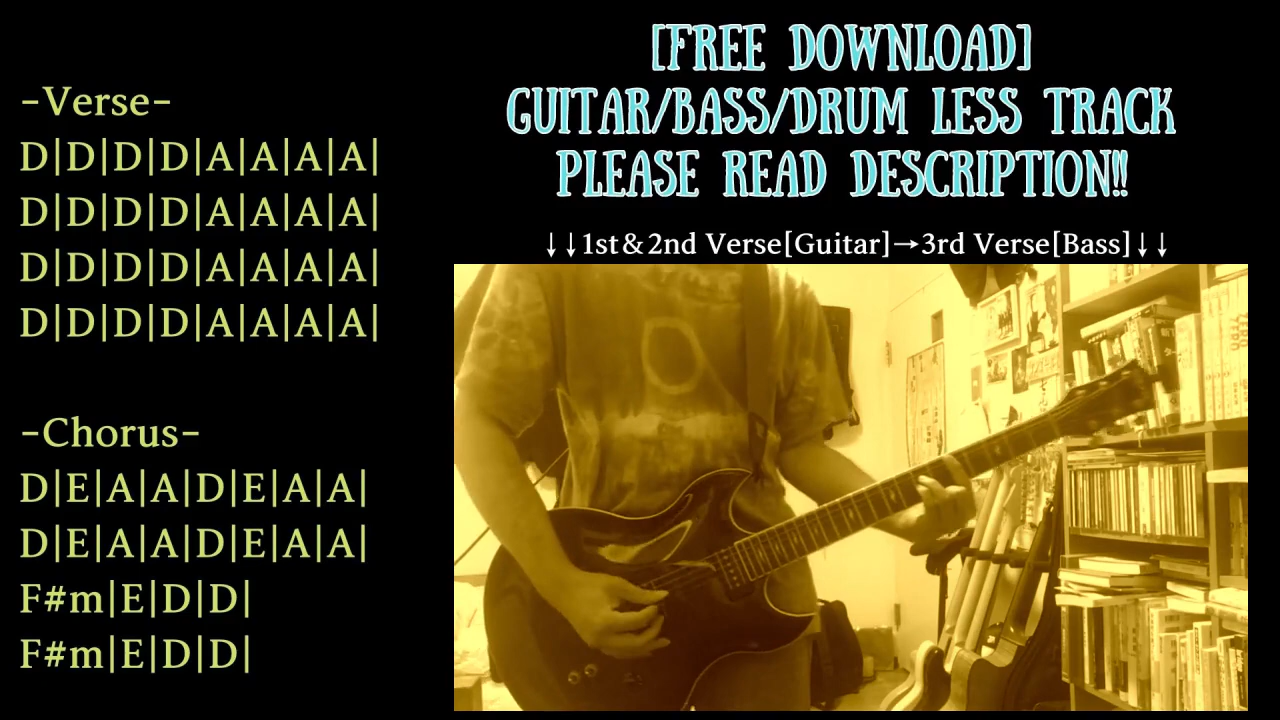 -Verse-
D|D|D|D|A|A|A|A|
D|D|D|D|A|A|A|A|
D|D|D|D|A|A|A|A|
D|D|D|D|A|A|A|A|
-Chorus-
D|E|A|A|D|E|A|A|
D|E|A|A|D|E|A|A|
F#m|E|D|D|
F#m|E|D|D|
[FREE DOWNLOAD]
GUITAR/BASS/DRUM LESS TRACK
PLEASE READ DESCRIPTION!!
↓↓1st&2nd Verse[Guitar]→3rd Verse[Bass]↓↓